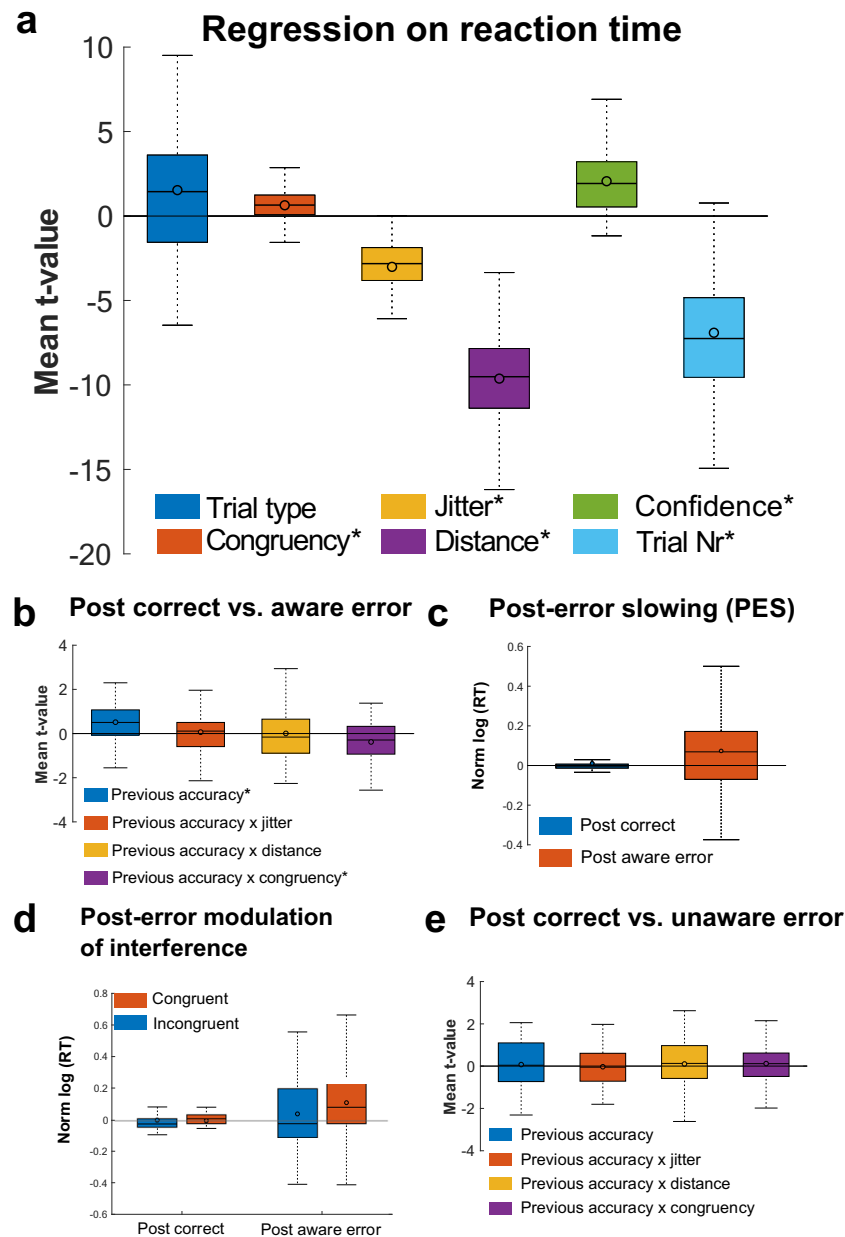 a
Regression on reaction time
Mean t-value
10
5
0
-5
-10
-15
-20
Trial type
Jitter*
Confidence*
Congruency*
Distance*
Trial Nr*
b
Post correct vs. aware error
Mean t-value
4
2
0
-2
-4
Previous accuracy*
Previous accuracy x jitter
Previous accuracy x distance
Previous accuracy x congruency*
c
Post-error slowing (PES)
Norm log (RT)
0.6
0.4
0.2
0
-0.2
-0.4
Post correct
Post aware error
d
Post-error modulation
of interference
Norm log (RT)
0.8
0.6
0.4
0.2
0
-0.2
-0.4
-0.6
Congruent
Incongruent
Post correct
Post aware error
e
Post correct vs. unaware error
Mean t-value
4
2
0
-2
-4
Previous accuracy
Previous accuracy x jitter
Previous accuracy x distance
Previous accuracy x congruency